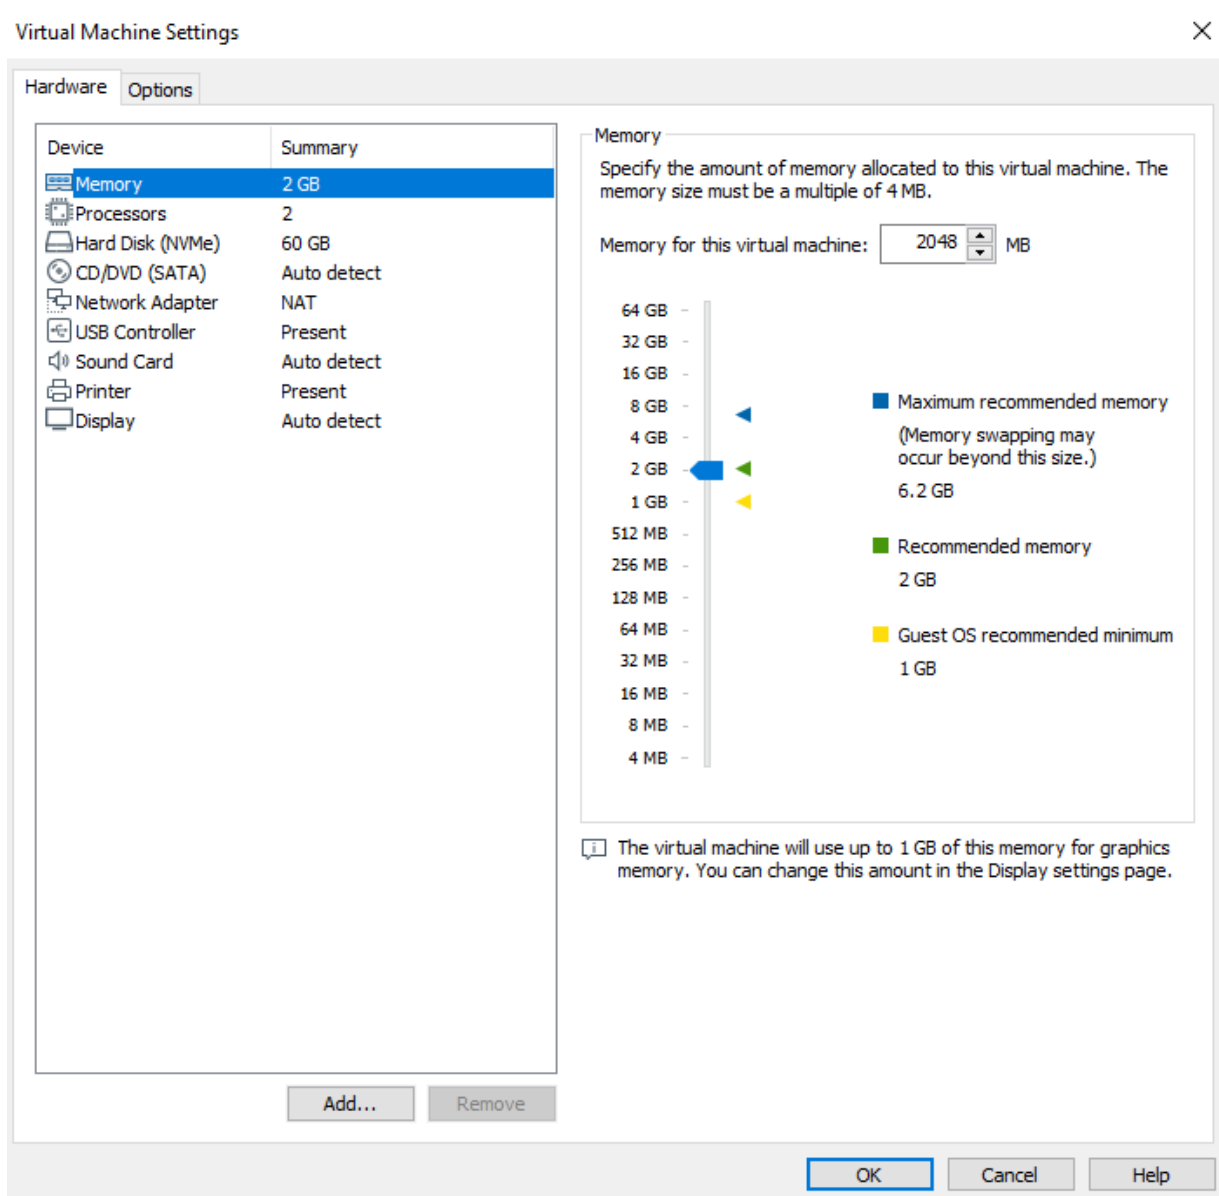 Virtual Machine Settings
Hardware
Options
Device Summary
Memory 2 GB
Processors 2
Hard Disk (NVMe) 60 GB
CD/DVD (SATA) Auto detect
Network Adapter NAT
USB Controller Present
Sound Card Auto detect
Printer Present
Display Auto detect
Add...
Remove
Memory
Specify the amount of memory allocated to this virtual machine. The
memory size must be a multiple of 4 MB.
Memory for this virtual machine: 2048 MB
64 GB
32 GB
16 GB
8 GB
4 GB
2 GB
1 GB
512 MB
256 MB
128 MB
64 MB
32 MB
16 MB
8 MB
4 MB
Maximum recommended memory
(Memory swapping may
occur beyond this size.)
6.2 GB
Recommended memory
2 GB
Guest OS recommended minimum
1 GB
The virtual machine will use up to 1 GB of this memory for graphics
memory. You can change this amount in the Display settings page.
OK
Cancel
Help